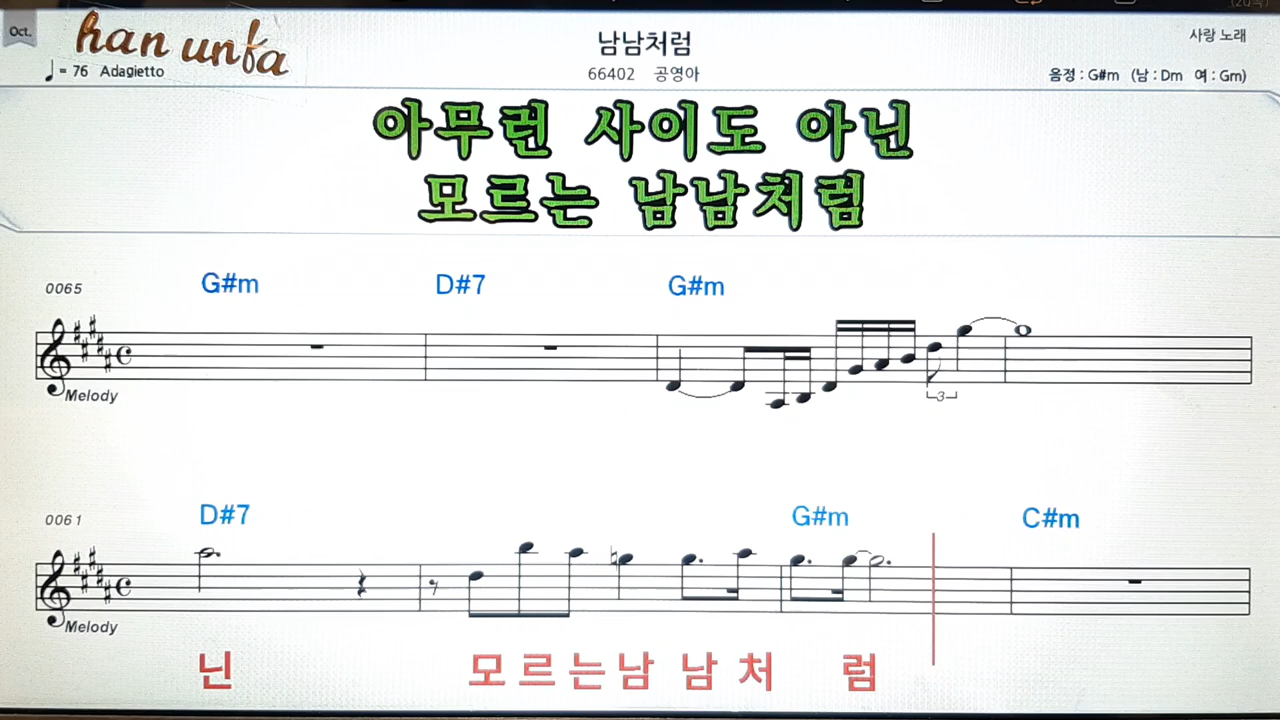 Oct.
han unfa
남남처럼
사랑 노래
♩= 76 Adagietto
66402 공영아
음정 : G#m (남 : Dm 여 : Gm)
아무런 사이도 아닌
모르는 남남처럼
0065
G#m D#7 G#m
Melody
3
0061
D#7 G#m C#m
Melody
닌 모르는남 남 처 럼